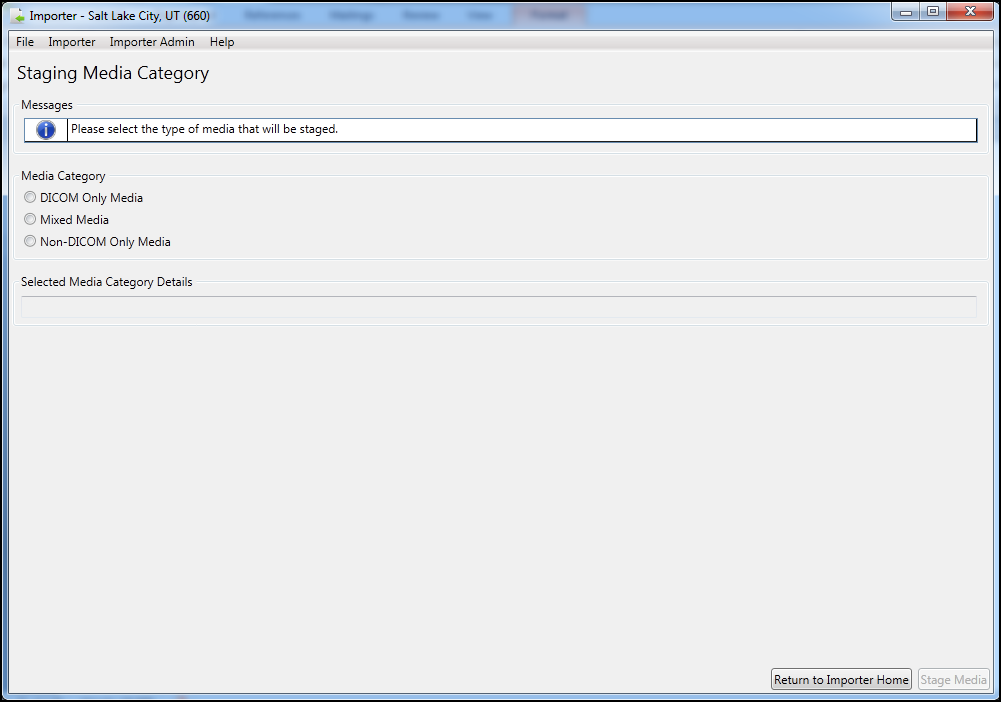 Importer - Salt Lake City, UT (660)
File Importer Importer Admin Help
Staging Media Category
Messages
Please select the type of media that will be staged.
Media Category
DICOM Only Media
Mixed Media
Non-DICOM Only Media
Selected Media Category Details
Return to Importer Home Stage Media